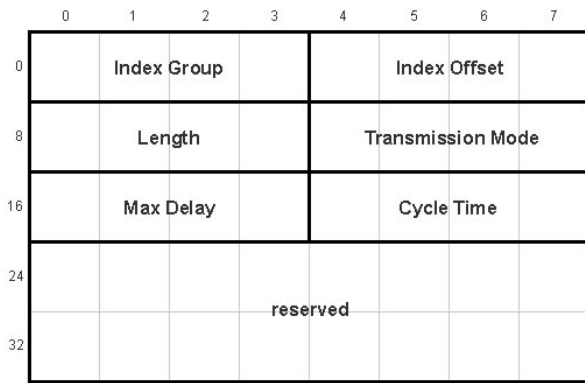 0 1 2 3 4 5 6 7
0 Index Group Index Offset
8 Length Transmission Mode
16 Max Delay Cycle Time
24
reserved
32